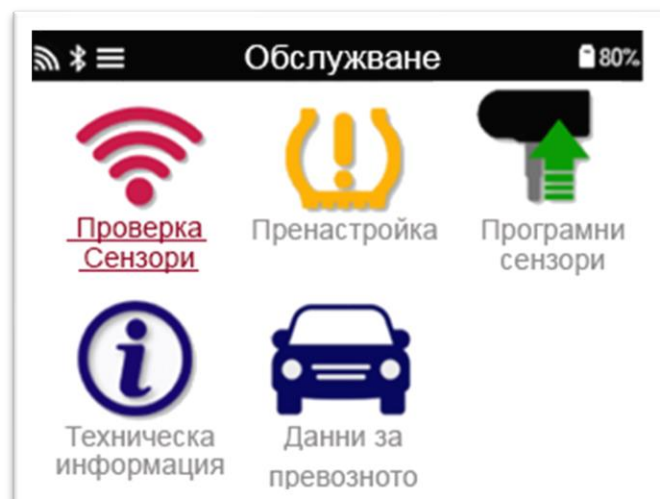 Обслужване 80%
Проверка Пренастройка Програмни
Сензори сензори
Техническа Данни за
информация превозното